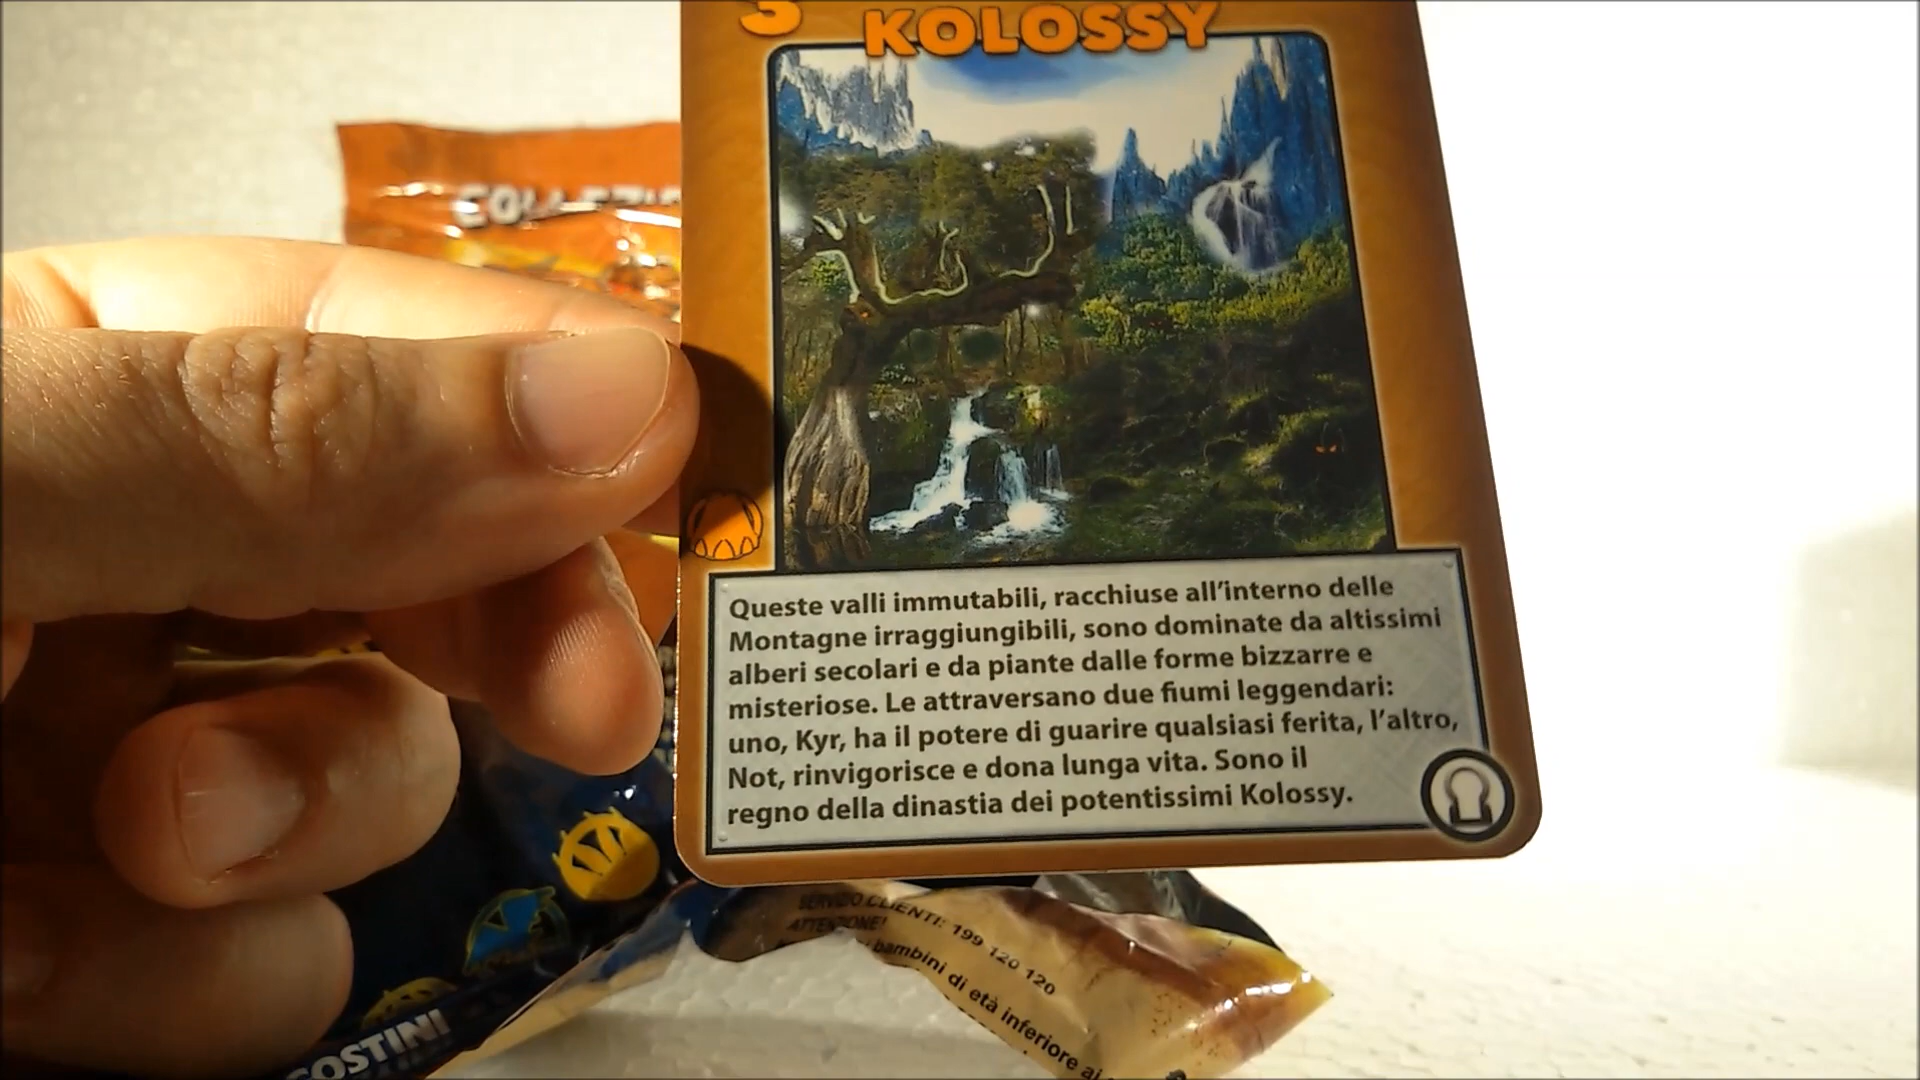 3
KOLOSSY
Queste valli immutabili, racchiuse all'interno delle
Montagne irraggiungibili, sono dominate da altissimi
alberi secolari e da piante dalle forme bizzarre e
misteriose. Le attraversano due fiumi leggendari:
uno, Kyr, ha il potere di guarire qualsiasi ferita, l'altro,
Not, rinvigorisce e dona lunga vita. Sono il
regno della dinastia dei potentissimi Kolossy.
SERVIZIO CLIENTI: 199 120 120
ATTENZIONE!
bambini di età inferiore ai
GOSTINI